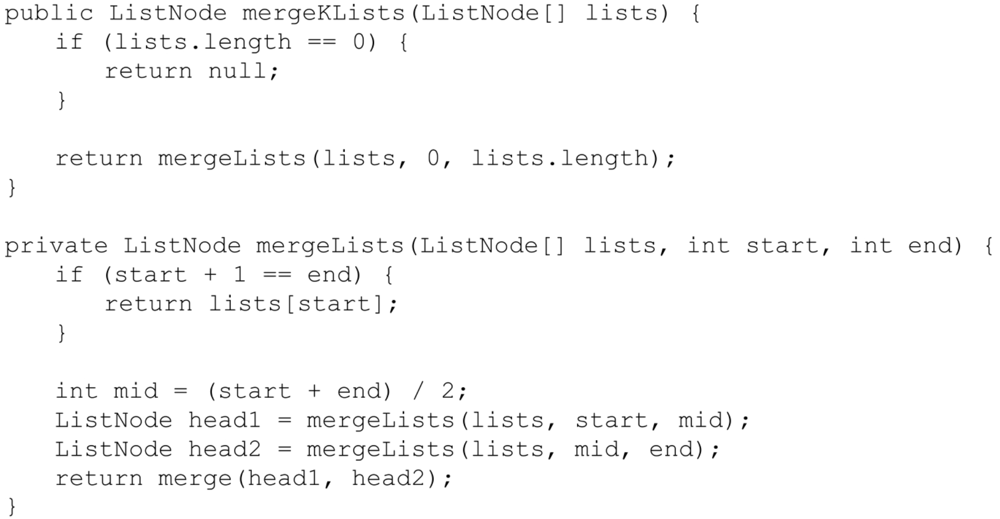 public ListNode mergeKLists(ListNode[] lists) {
    if (lists.length == 0) {
        return null;
    }

    return mergeLists(lists, 0, lists.length);
}

private ListNode mergeLists(ListNode[] lists, int start, int end) {
    if (start + 1 == end) {
        return lists[start];
    }

    int mid = (start + end) / 2;
    ListNode head1 = mergeLists(lists, start, mid);
    ListNode head2 = mergeLists(lists, mid, end);
    return merge(head1, head2);
}